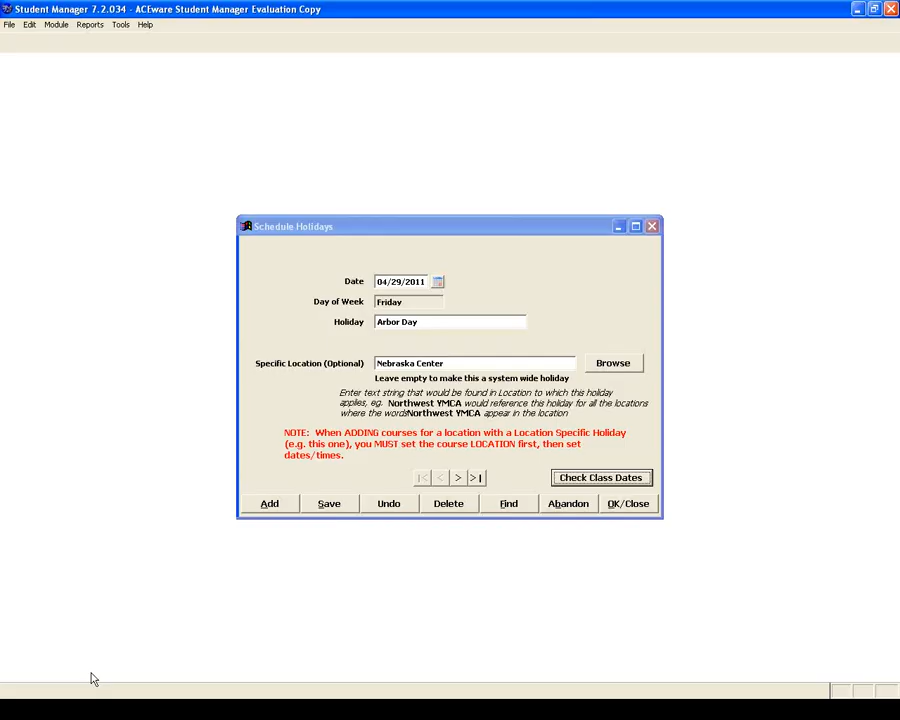 Student Manager 7.2.034 - ACEware Student Manager Evaluation Copy
File Edit Module Reports Tools Help
Schedule Holidays
Date 04/29/2011
Day of Week Friday
Holiday Arbor Day
Specific Location (Optional) Nebraska Center Browse
Leave empty to make this a system wide holiday
Enter text string that would be found in Location to which this holiday
applies, eg. Northwest YMCA would reference this holiday for all the locations
where the wordsNorthwest YMCA appear in the location
NOTE: When ADDING courses for a location with a Location Specific Holiday
(e.g. this one), you MUST set the course LOCATION first, then set
dates/times.
|< < > >| Check Class Dates
Add Save Undo Delete Find Abandon OK/Close